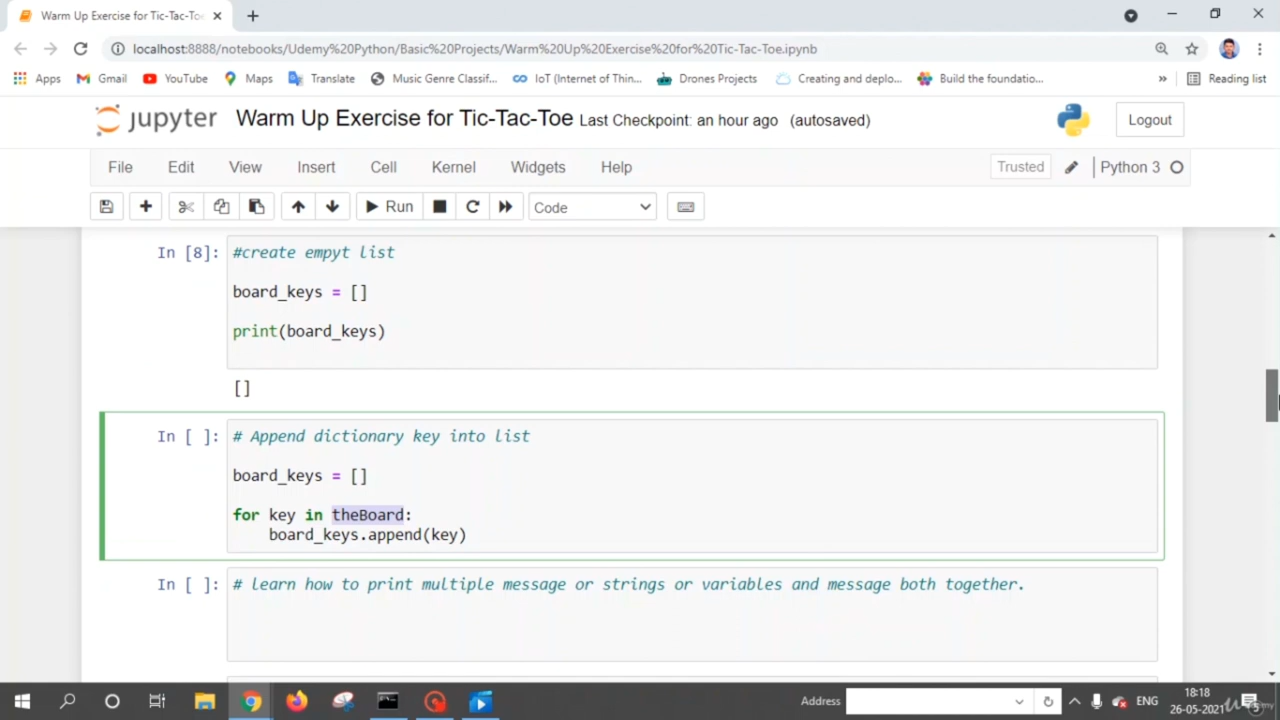 Warm Up Exercise for Tic-Tac-Toe
localhost:8888/notebooks/Udemy%20Python/Basic%20Projects/Warm%20Up%20Exercise%20for%20Tic-Tac-Toe.ipynb
Apps Gmail YouTube Maps Translate Music Genre Classif... IoT (Internet of Thin... Drones Projects Creating and deplo... Build the foundatio... » Reading list
jupyter Warm Up Exercise for Tic-Tac-Toe Last Checkpoint: an hour ago (autosaved) Logout
File Edit View Insert Cell Kernel Widgets Help Trusted Python 3
Run Code
In [8]: #create empyt list
board_keys = []
print(board_keys)
[]
In [ ]: # Append dictionary key into list
board_keys = []
for key in theBoard:
board_keys.append(key)
In [ ]: # learn how to print multiple message or strings or variables and message both together.
Address ENG 18:18
26-05-2021